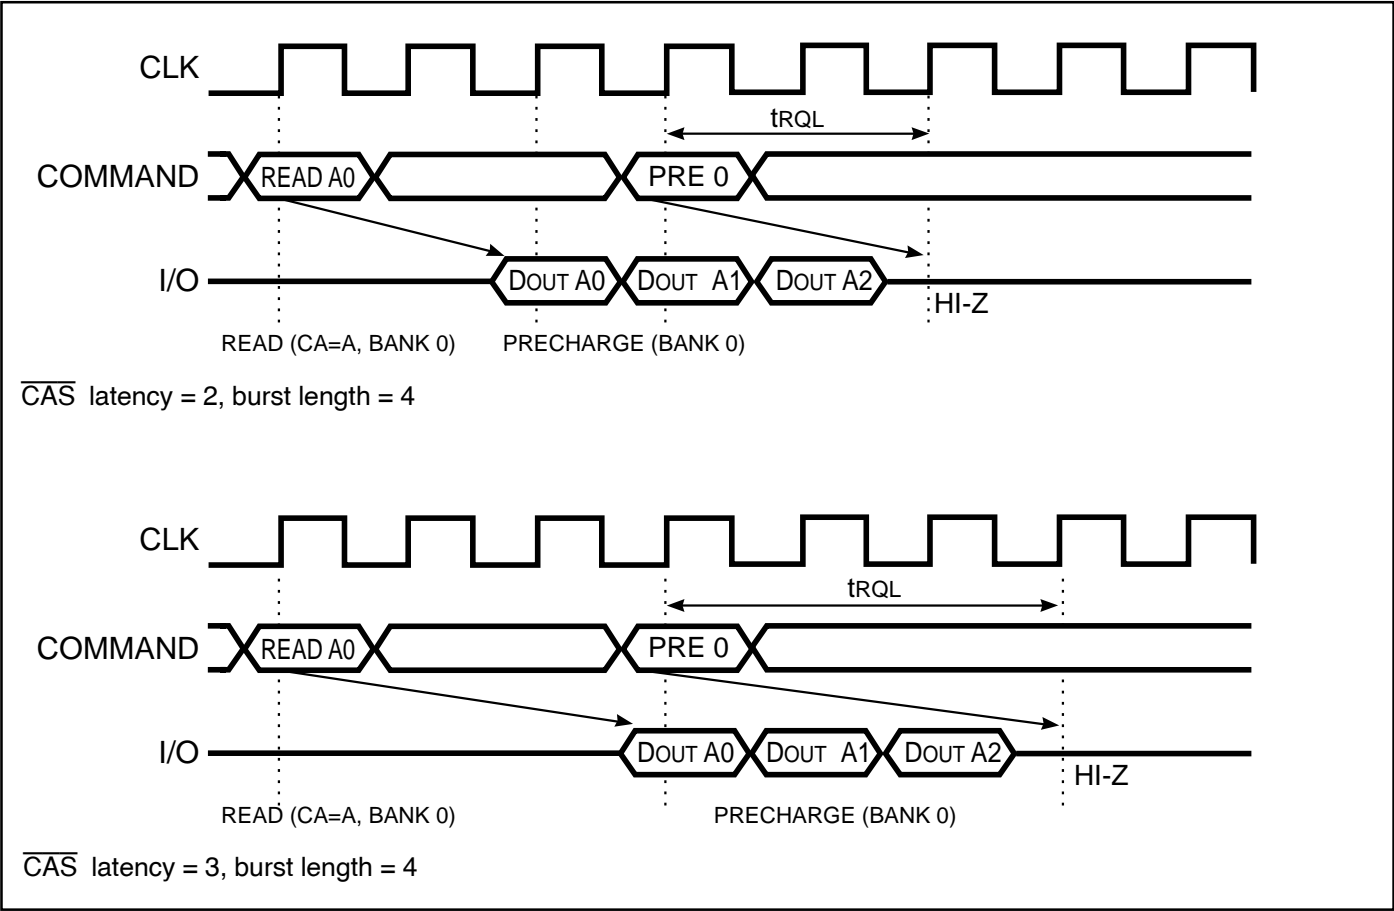 CLK
tRQL
COMMAND READ A0 PRE 0
I/O DOUT A0 DOUT A1 DOUT A2
HI-Z
READ (CA=A, BANK 0) PRECHARGE (BANK 0)
CAS latency = 2, burst length = 4
CLK
tRQL
COMMAND READ A0 PRE 0
I/O DOUT A0 DOUT A1 DOUT A2
HI-Z
READ (CA=A, BANK 0) PRECHARGE (BANK 0)
CAS latency = 3, burst length = 4